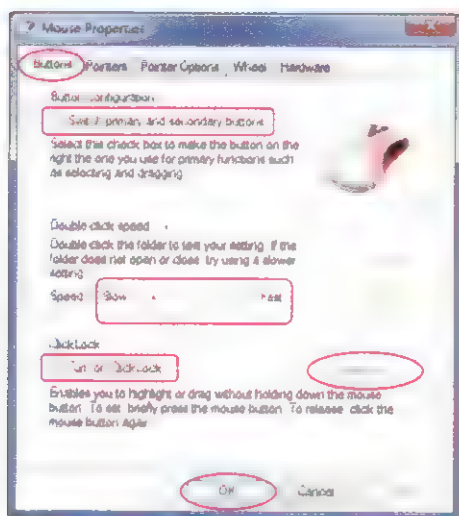 Mouse Properties
Buttons Pointers Pointer Options Wheel Hardware
Button configuration
Switch primary and secondary buttons
Select this check box to make the button on the
right the one you use for primary functions such
as selecting and dragging
Double click speed
Double click the folder to test your setting If the
folder does not open or close try using a slower
setting
Speed Slow Fast
ClickLock
Turn on ClickLock
Enables you to highlight or drag without holding down the mouse
button To set briefly press the mouse button To release click the
mouse button again
OK Cancel